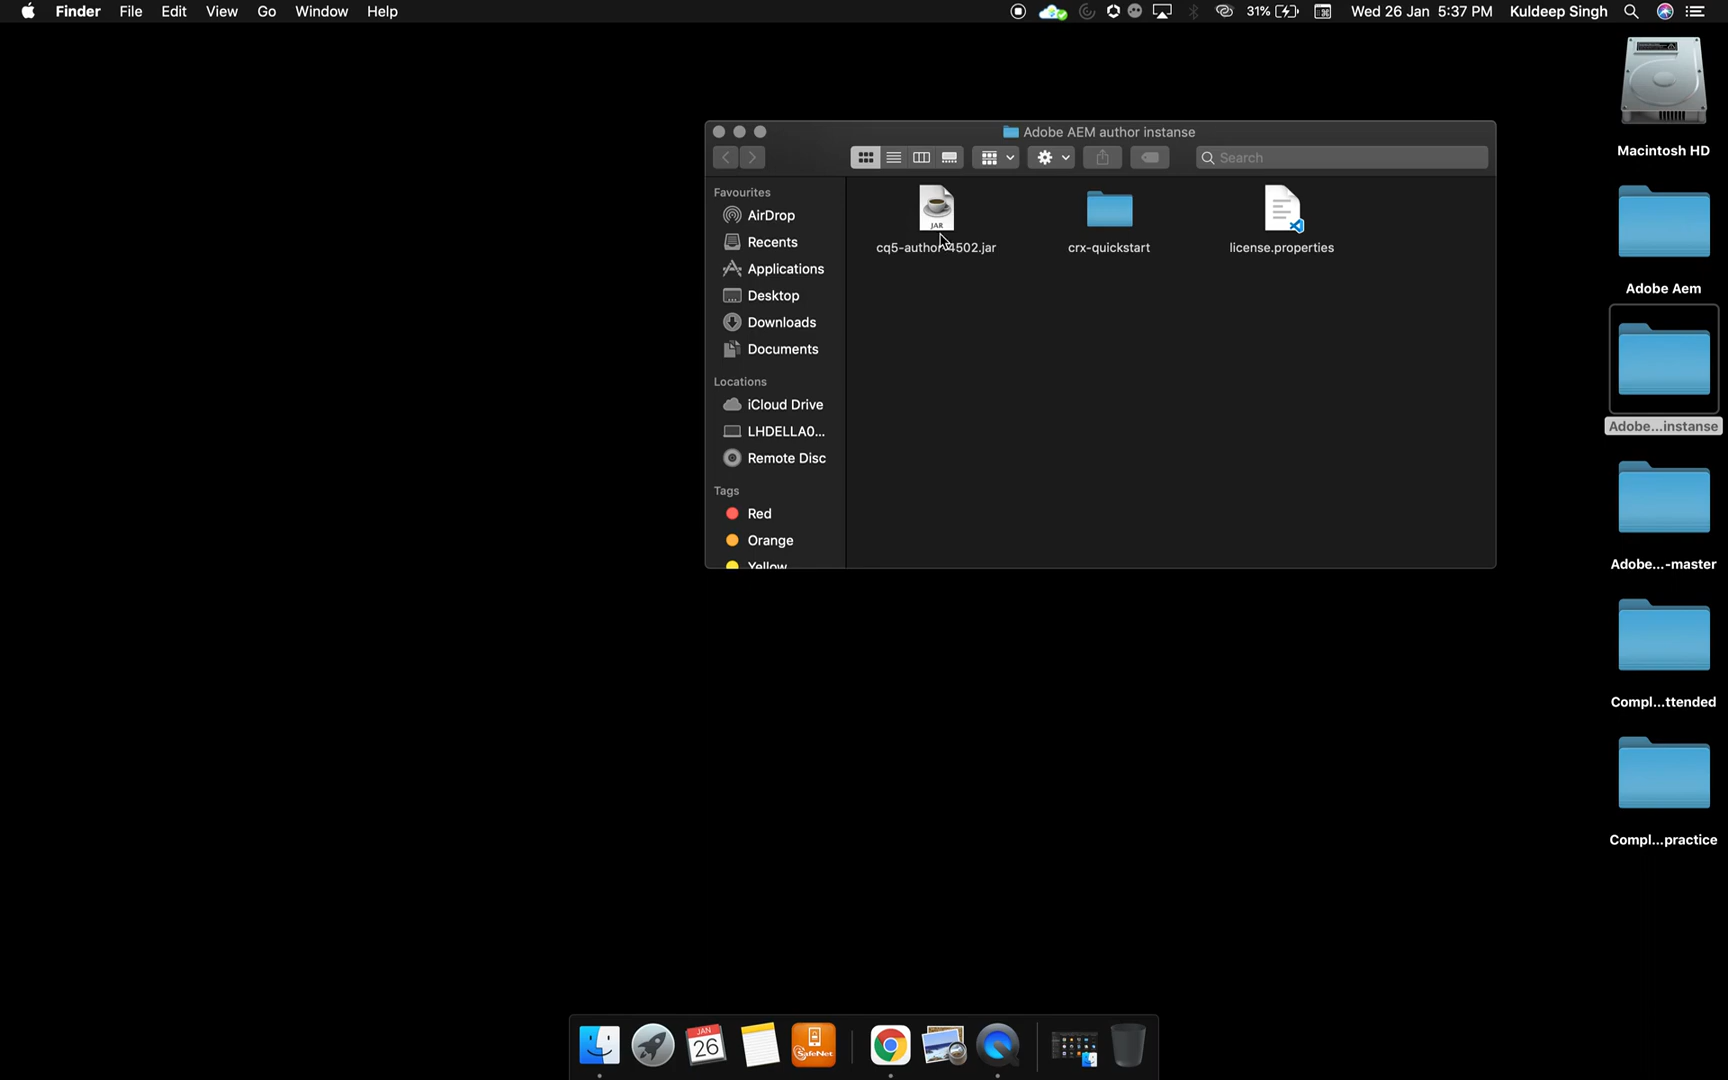 Finder File Edit View Go Window Help 31% Wed 26 Jan 5:37 PM Kuldeep Singh
Adobe AEM author instanse
Search
Favourites
AirDrop
Recents
Applications
Desktop
Downloads
Documents
Locations
iCloud Drive
LHDELLA0...
Remote Disc
Tags
Red
Orange
Yellow
JAR
cq5-author-4502.jar
crx-quickstart
license.properties
Macintosh HD
Adobe Aem
Adobe...instanse
Adobe...-master
Compl...ttended
Compl...practice
JAN
26
SafeNet